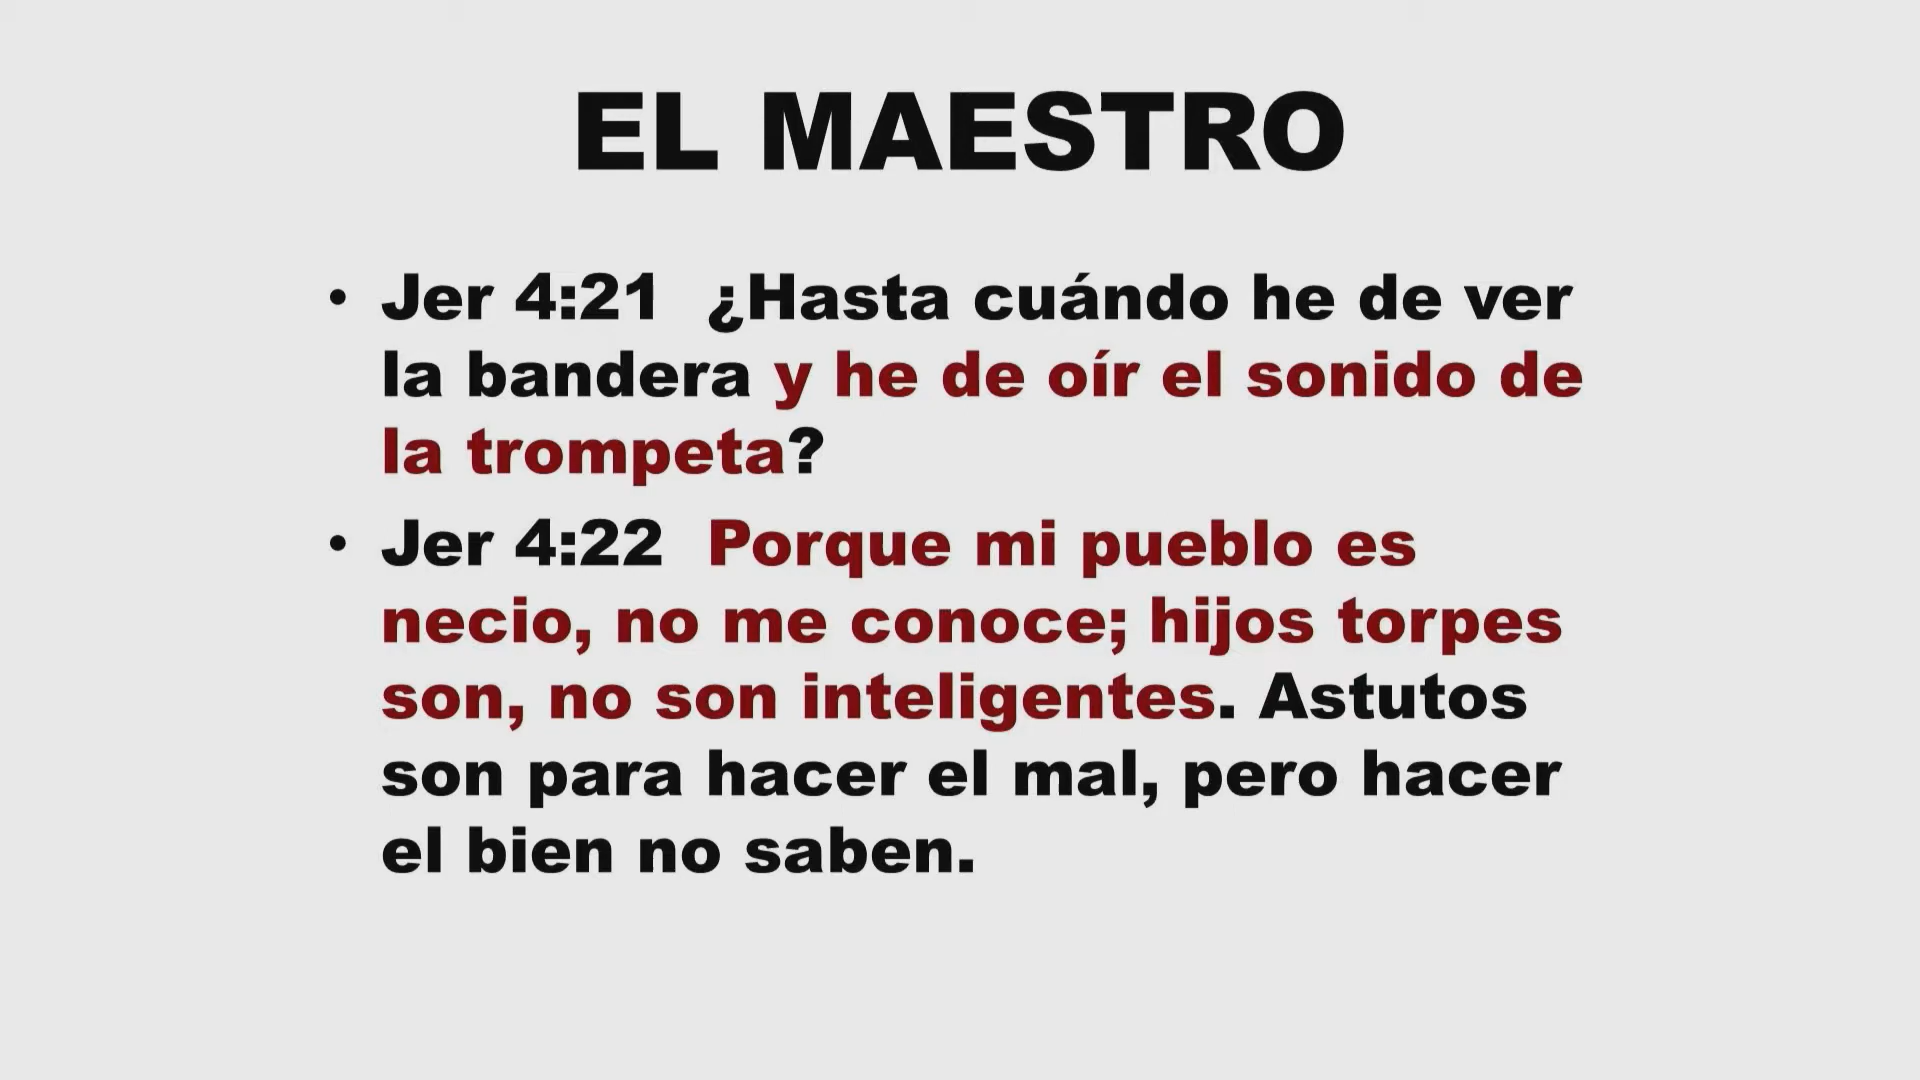 EL MAESTRO
• Jer 4:21  ¿Hasta cuándo he de ver
la bandera y he de oír el sonido de
la trompeta?
• Jer 4:22  Porque mi pueblo es
necio, no me conoce; hijos torpes
son, no son inteligentes. Astutos
son para hacer el mal, pero hacer
el bien no saben.